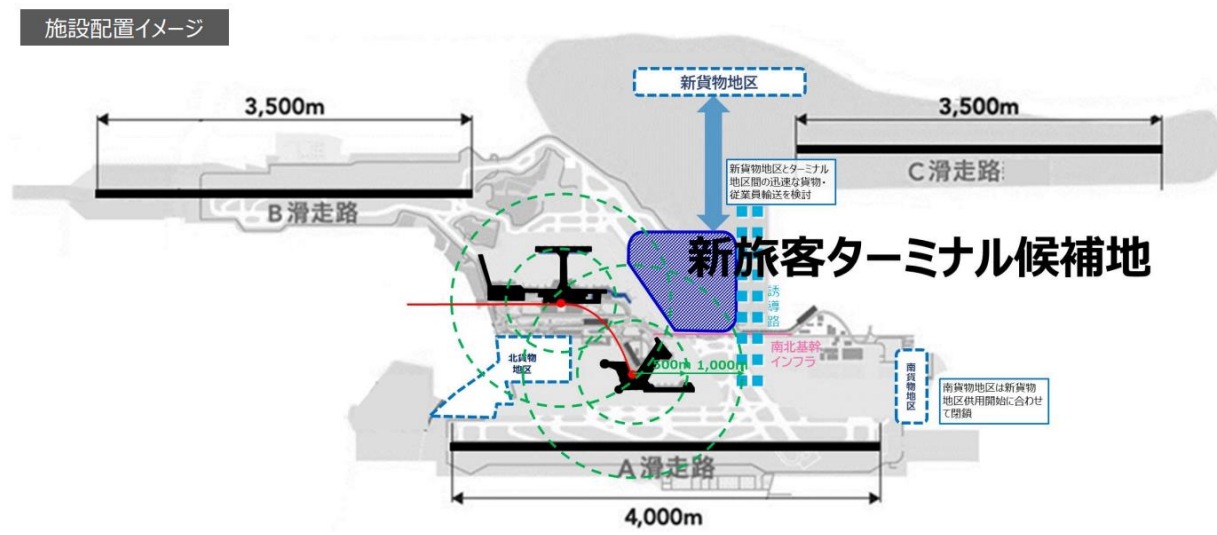 施設配置イメージ
新貨物地区
3,500m
3,500m
新貨物地区とターミナル
地区間の迅速な貨物・
従業員輸送を検討
C滑走路
B滑走路
新旅客ターミナル候補地
誘導路
南北基幹
インフラ
北貨物
地区
500m 1,000m
南貨物地区
南貨物地区は新貨物
地区供用開始に合わせ
て閉鎖
A滑走路
4,000m